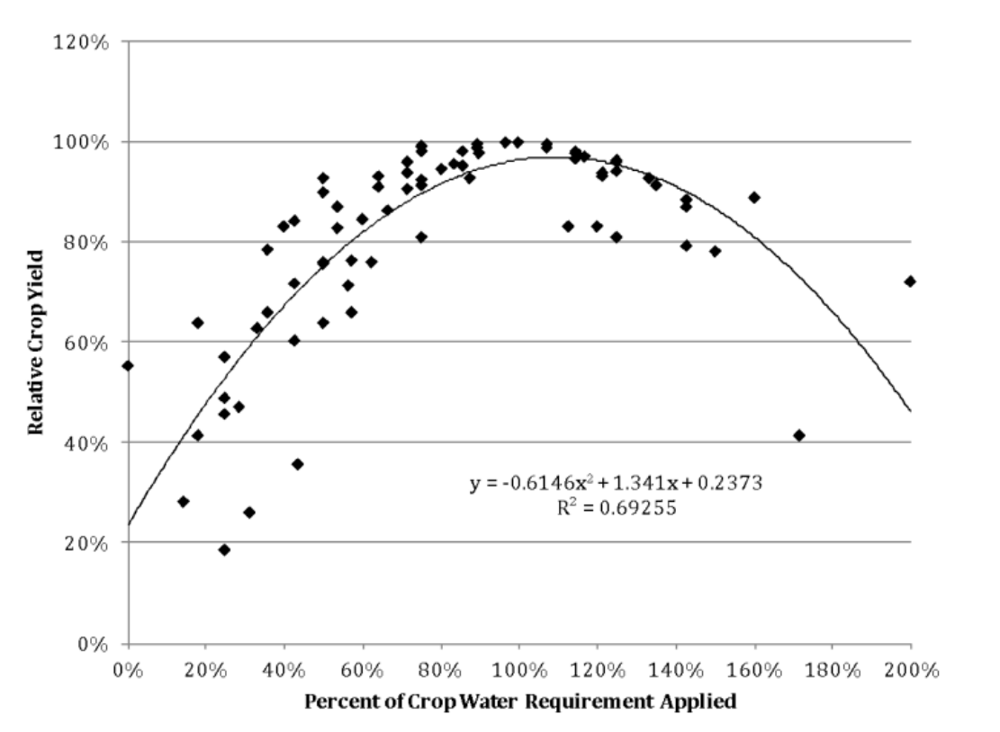 120%
100%
80%
60%
40%
20%
0%
Relative Crop Yield
y = -0.6146x² + 1.341x + 0.2373
R² = 0.69255
0% 20% 40% 60% 80% 100% 120% 140% 160% 180% 200%
Percent of Crop Water Requirement Applied